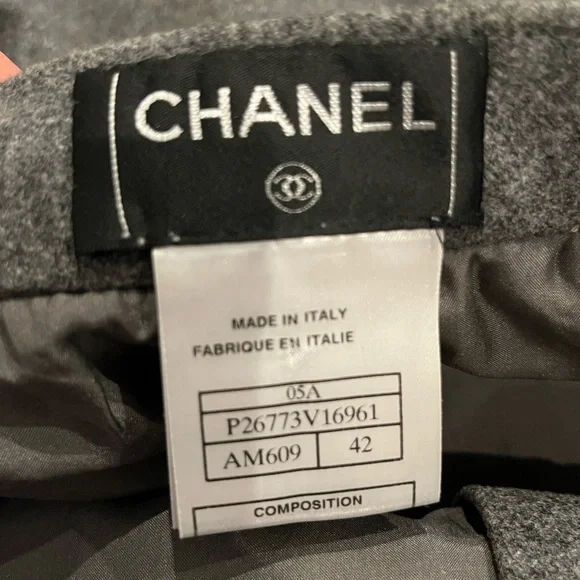 CHANEL
MADE IN ITALY
FABRIQUE EN ITALIE
05A
P26773V16961
AM609 42
COMPOSITION